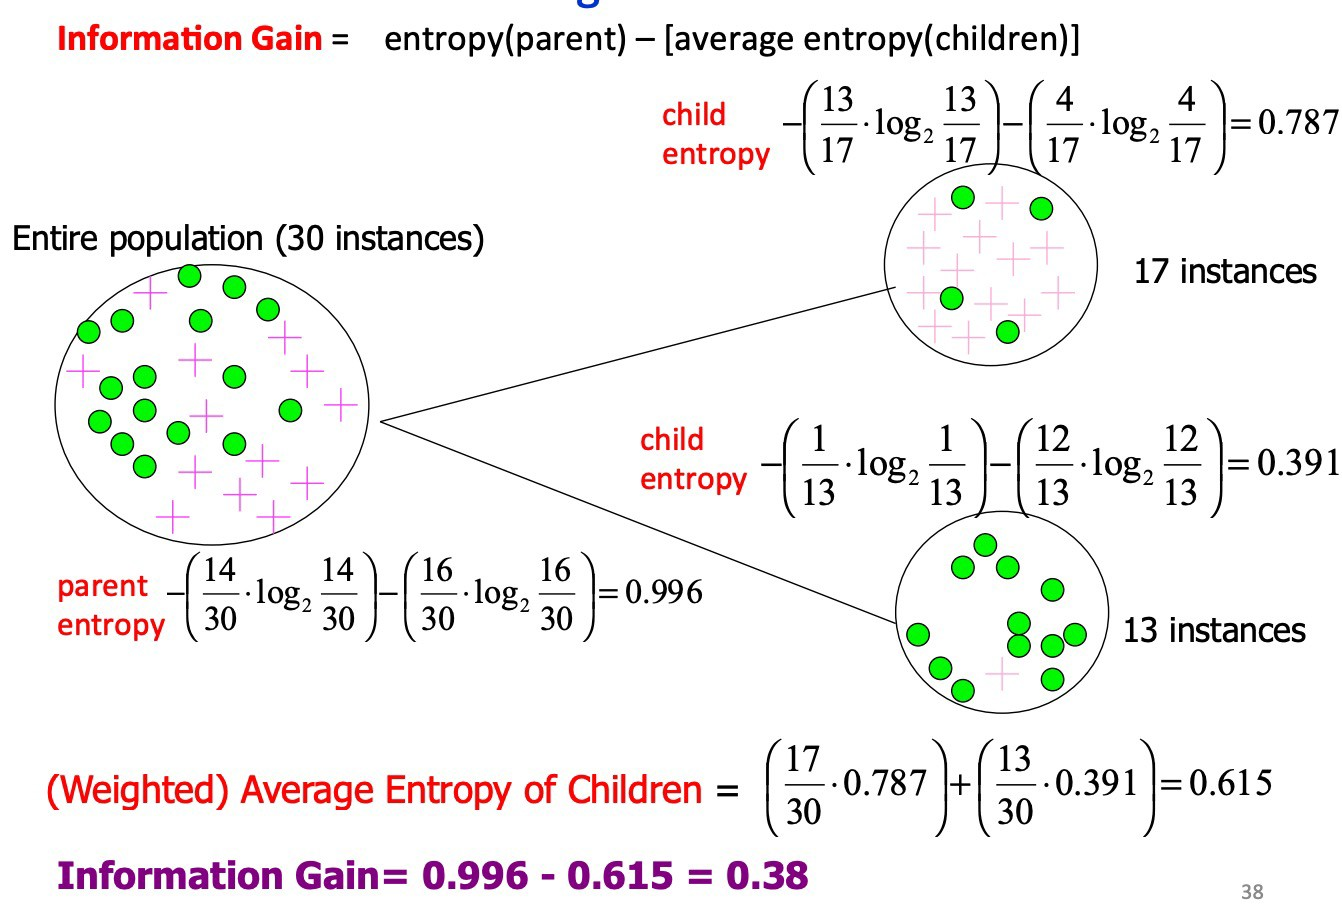 Information Gain = entropy(parent) – [average entropy(children)]
child entropy −(13/17 · log₂ 13/17) − (4/17 · log₂ 4/17) = 0.787
Entire population (30 instances)
17 instances
child entropy −(1/13 · log₂ 1/13) − (12/13 · log₂ 12/13) = 0.391
parent entropy −(14/30 · log₂ 14/30) − (16/30 · log₂ 16/30) = 0.996
13 instances
(Weighted) Average Entropy of Children = (17/30 · 0.787) + (13/30 · 0.391) = 0.615
Information Gain= 0.996 - 0.615 = 0.38
38